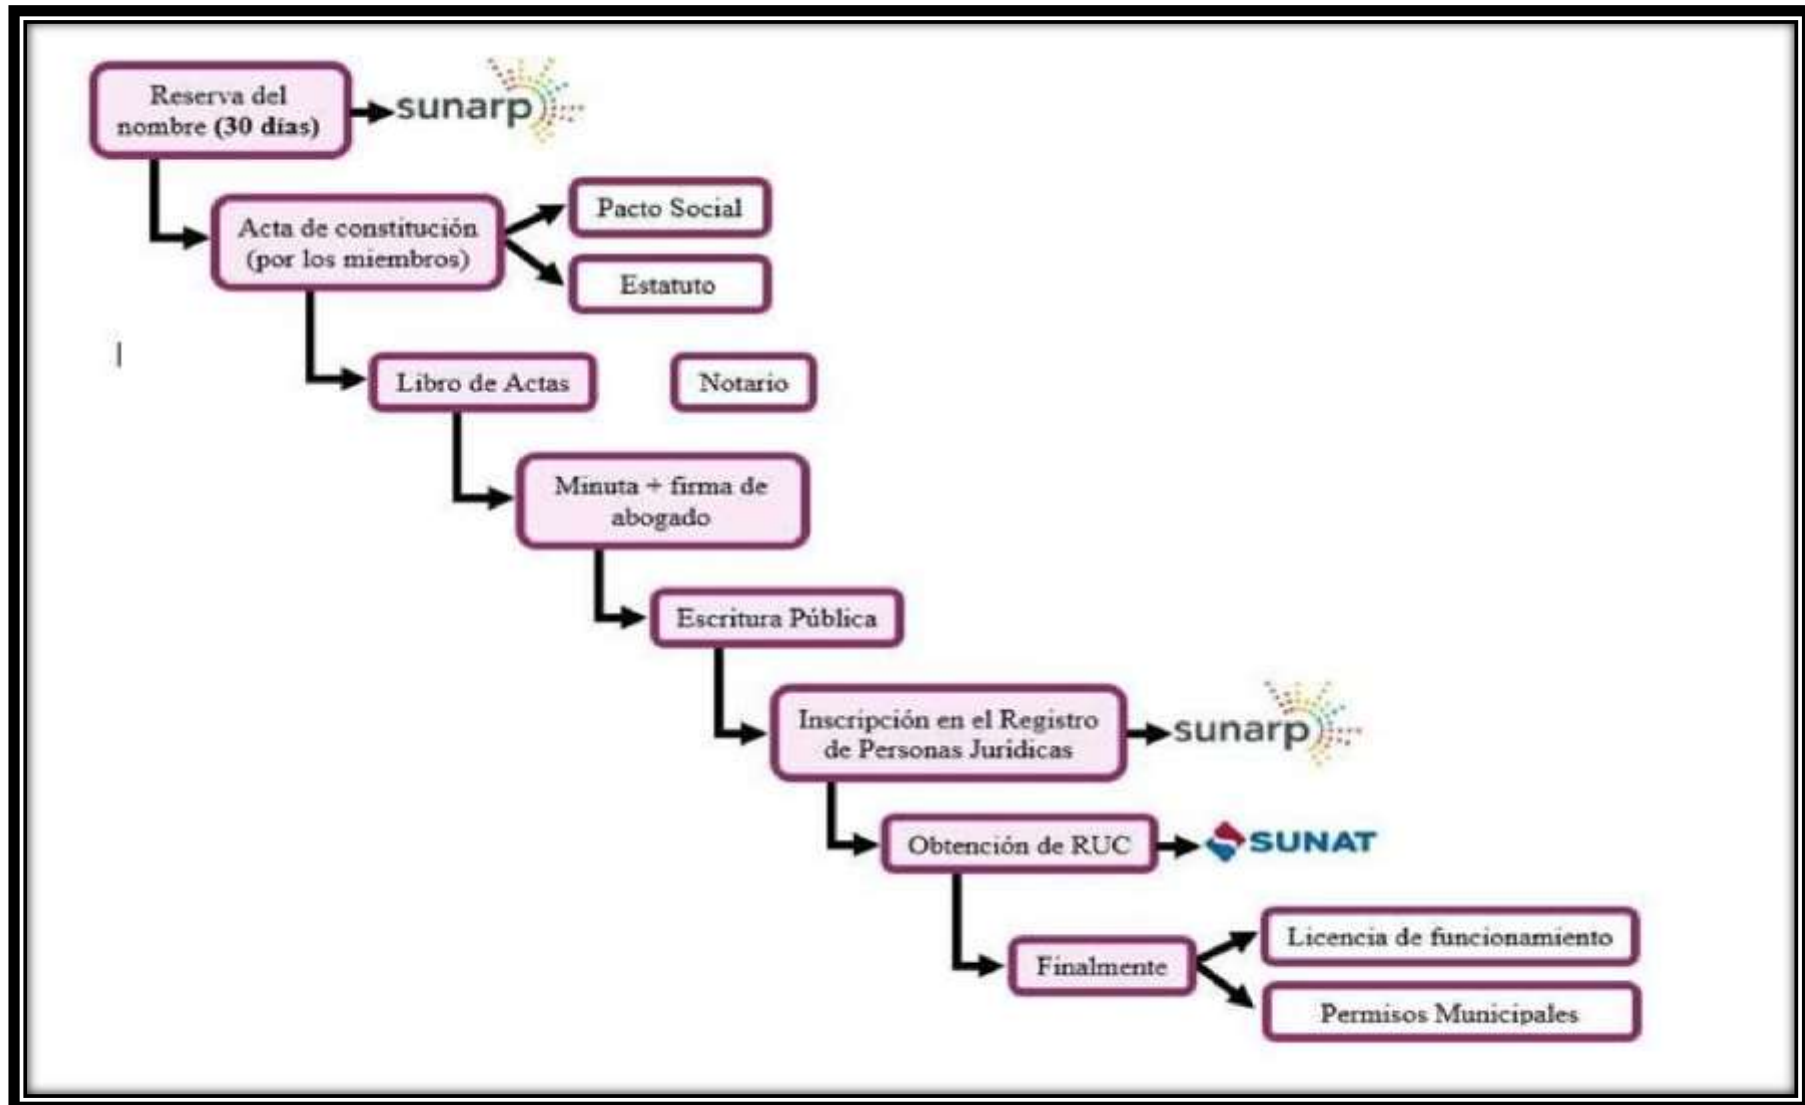 Reserva del
nombre (30 días)
sunarp
Acta de constitución
(por los miembros)
Pacto Social
Estatuto
Libro de Actas
Notario
Minuta + firma de
abogado
Escritura Pública
Inscripción en el Registro
de Personas Jurídicas
sunarp
Obtención de RUC
SUNAT
Finalmente
Licencia de funcionamiento
Permisos Municipales